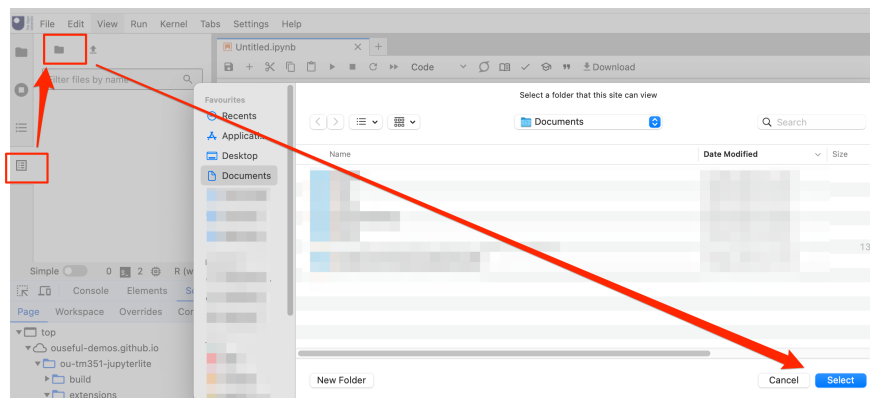 File Edit View Run Kernel Tabs Settings Help
Untitled.ipynb
Code Download
Filter files by name
Select a folder that this site can view
Favourites
Recents
Documents
Search
Applicati...
Desktop
Name Date Modified Size
Documents
13
Simple 0 2 R (w
Console Elements
Page Workspace Overrides
top
ouseful-demos.github.io
ou-tm351-jupyterlite
build
extensions
New Folder Cancel Select